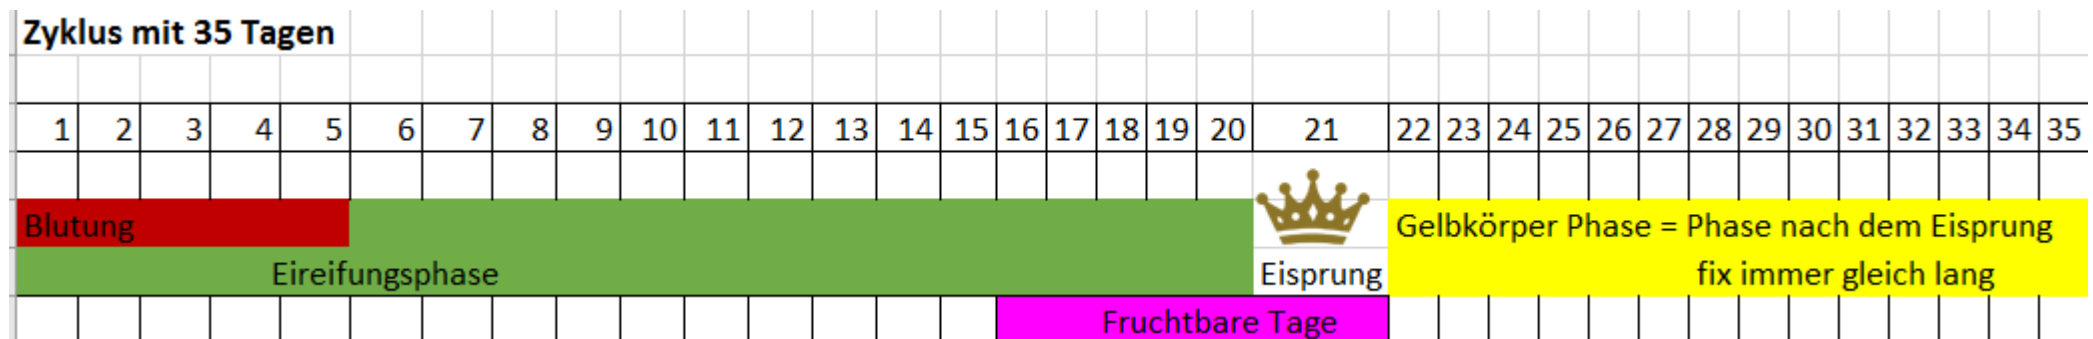 Zyklus mit 35 Tagen
1 2 3 4 5 6 7 8 9 10 11 12 13 14 15 16 17 18 19 20 21 22 23 24 25 26 27 28 29 30 31 32 33 34 35
Blutung Gelbkörper Phase = Phase nach dem Eisprung
Eireifungsphase Eisprung fix immer gleich lang
Fruchtbare Tage